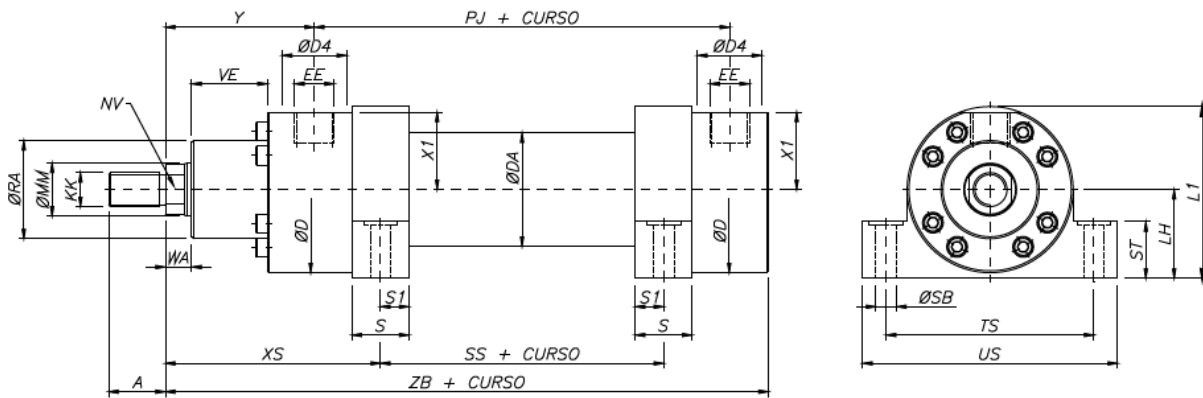 Y
PJ + CURSO
ØD4
ØD4
VE
EE
EE
NV
X1
X1
ØRA
ØMM
KK
ØDA
ØD
ØD
WA
S1
S1
S
S
XS
SS + CURSO
A
ZB + CURSO
L1
LH
ST
ØSB
TS
US